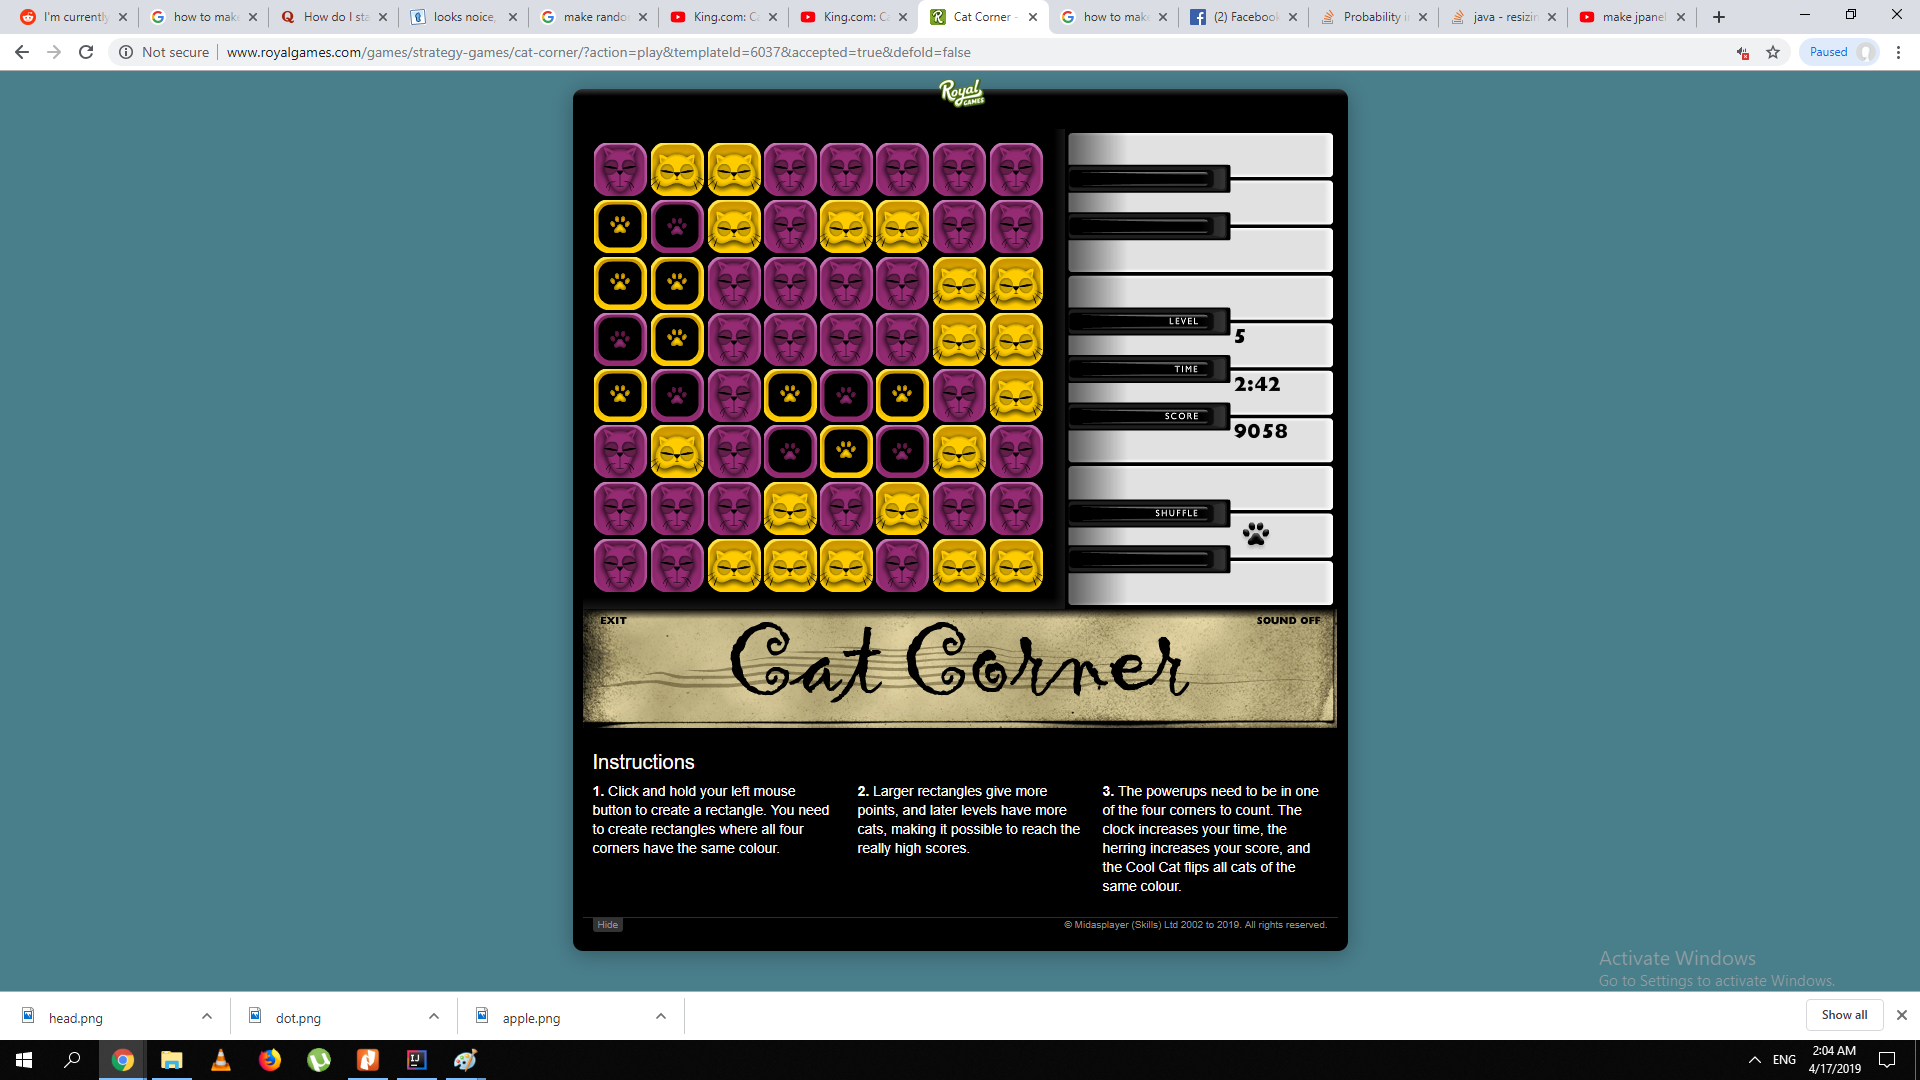 I'm currently
how to mak
How do I sta
looks noice,
make rando
King.com: Ca
King.com: Ca
Cat Corner -
how to mak
(2) Facebook
Probability i
java - resizin
make jpanel
Not secure
www.royalgames.com/games/strategy-games/cat-corner/?action=play&templateId=6037&accepted=true&defold=false
Paused
Royal
GAMES
LEVEL
5
TIME
2:42
SCORE
9058
SHUFFLE
EXIT
SOUND OFF
Cat Corner
Instructions
1. Click and hold your left mouse
button to create a rectangle. You need
to create rectangles where all four
corners have the same colour.
2. Larger rectangles give more
points, and later levels have more
cats, making it possible to reach the
really high scores.
3. The powerups need to be in one
of the four corners to count. The
clock increases your time, the
herring increases your score, and
the Cool Cat flips all cats of the
same colour.
Hide
© Midasplayer (Skills) Ltd 2002 to 2019. All rights reserved.
Activate Windows
Go to Settings to activate Windows.
head.png
dot.png
apple.png
Show all
ENG
2:04 AM
4/17/2019